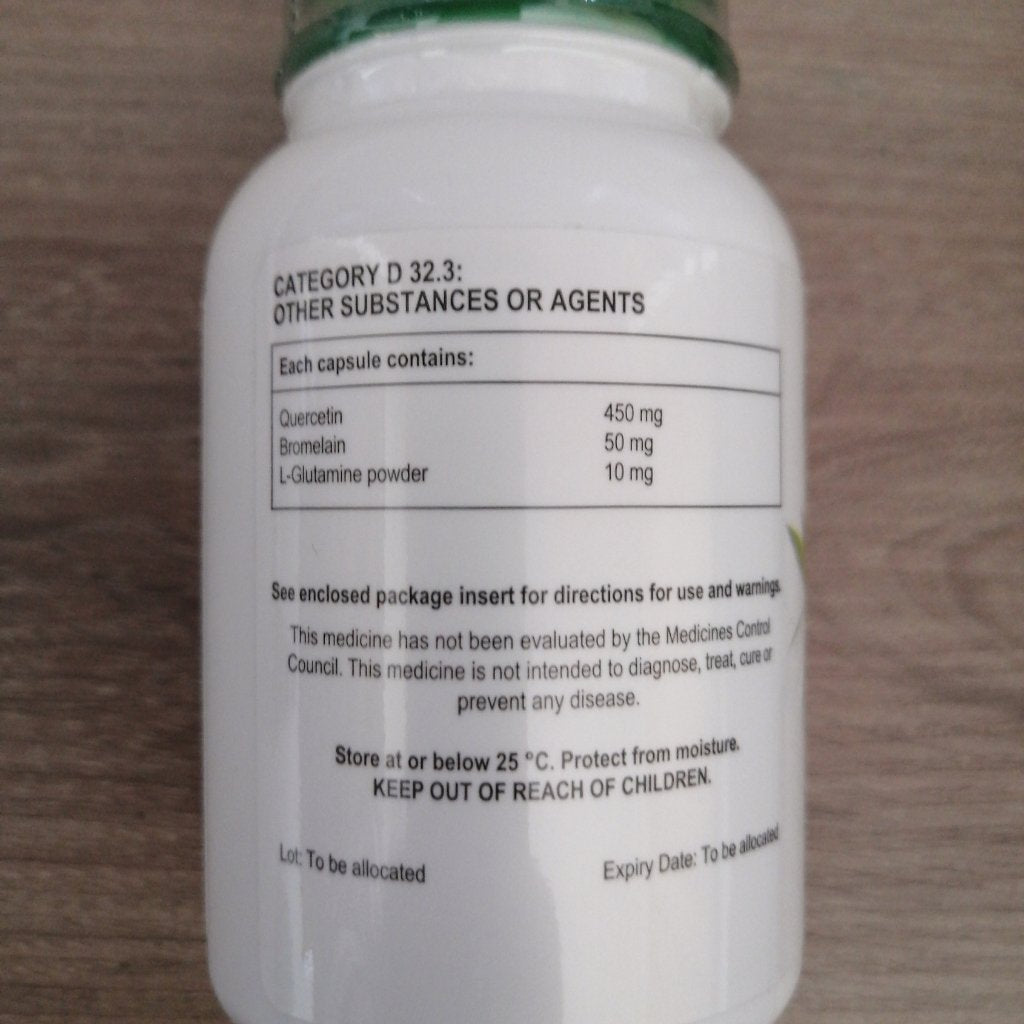 CATEGORY D 32.3:
OTHER SUBSTANCES OR AGENTS
Each capsule contains:
Quercetin 450 mg
Bromelain 50 mg
L-Glutamine powder 10 mg
See enclosed package insert for directions for use and warnings.
This medicine has not been evaluated by the Medicines Control
Council. This medicine is not intended to diagnose, treat, cure or
prevent any disease.
Store at or below 25 °C. Protect from moisture.
KEEP OUT OF REACH OF CHILDREN.
Lot: To be allocated Expiry Date: To be allocated